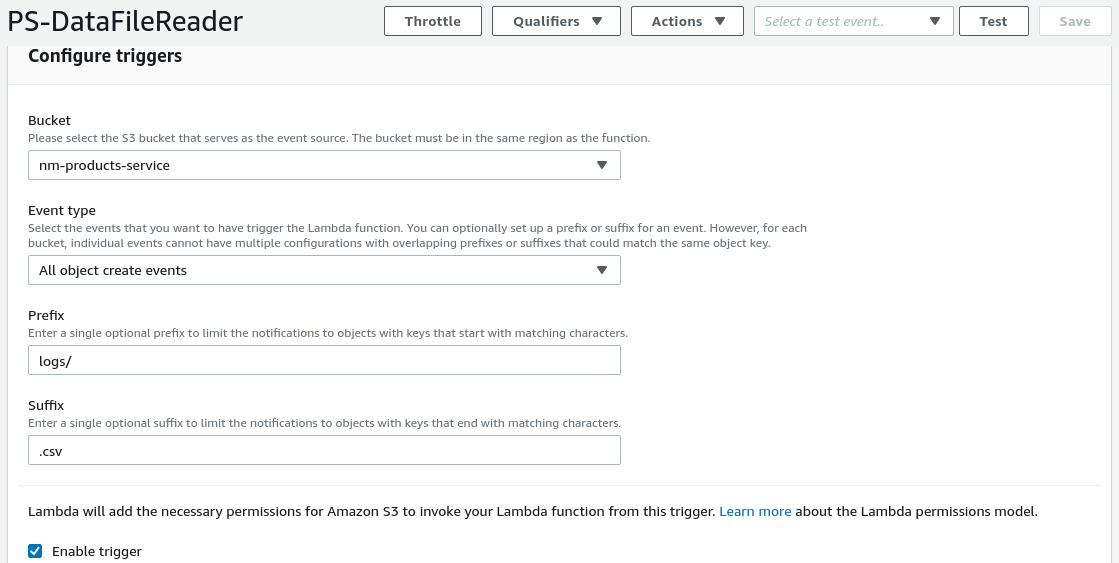 PS-DataFileReader
Throttle
Qualifiers
Actions
Select a test event..
Test
Save
Configure triggers
Bucket
Please select the S3 bucket that serves as the event source. The bucket must be in the same region as the function.
nm-products-service
Event type
Select the events that you want to have trigger the Lambda function. You can optionally set up a prefix or suffix for an event. However, for each
bucket, individual events cannot have multiple configurations with overlapping prefixes or suffixes that could match the same object key.
All object create events
Prefix
Enter a single optional prefix to limit the notifications to objects with keys that start with matching characters.
logs/
Suffix
Enter a single optional suffix to limit the notifications to objects with keys that end with matching characters.
.csv
Lambda will add the necessary permissions for Amazon S3 to invoke your Lambda function from this trigger. Learn more about the Lambda permissions model.
Enable trigger